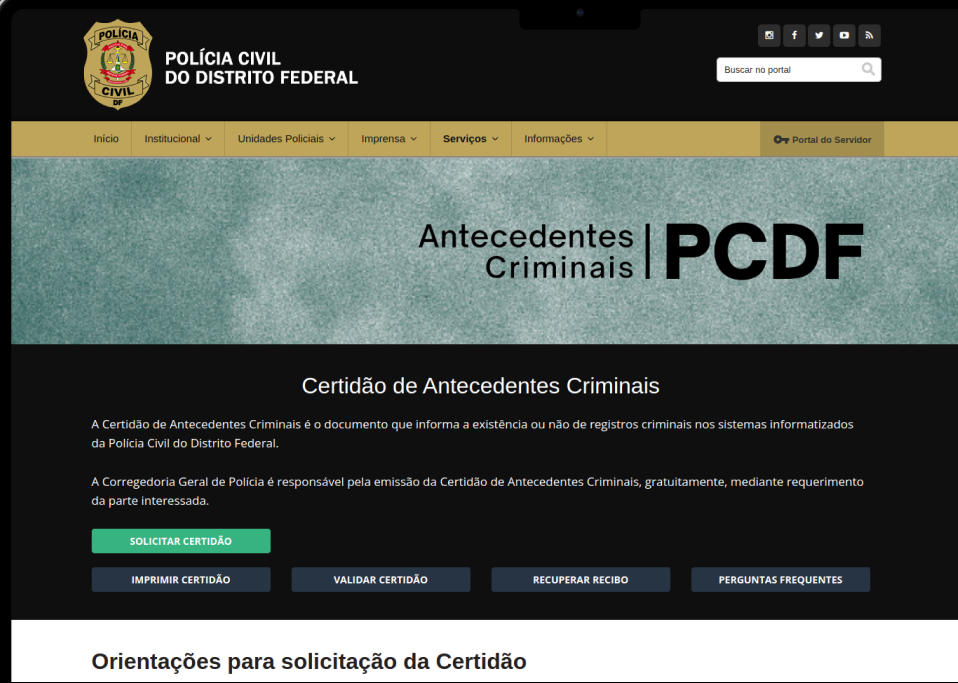 POLÍCIA
CIVIL
DF
POLÍCIA CIVIL
DO DISTRITO FEDERAL
Buscar no portal
Início
Institucional
Unidades Policiais
Imprensa
Serviços
Informações
Portal do Servidor
Antecedentes
Criminais
PCDF
Certidão de Antecedentes Criminais
A Certidão de Antecedentes Criminais é o documento que informa a existência ou não de registros criminais nos sistemas informatizados
da Polícia Civil do Distrito Federal.
A Corregedoria Geral de Polícia é responsável pela emissão da Certidão de Antecedentes Criminais, gratuitamente, mediante requerimento
da parte interessada.
SOLICITAR CERTIDÃO
IMPRIMIR CERTIDÃO
VALIDAR CERTIDÃO
RECUPERAR RECIBO
PERGUNTAS FREQUENTES
Orientações para solicitação da Certidão